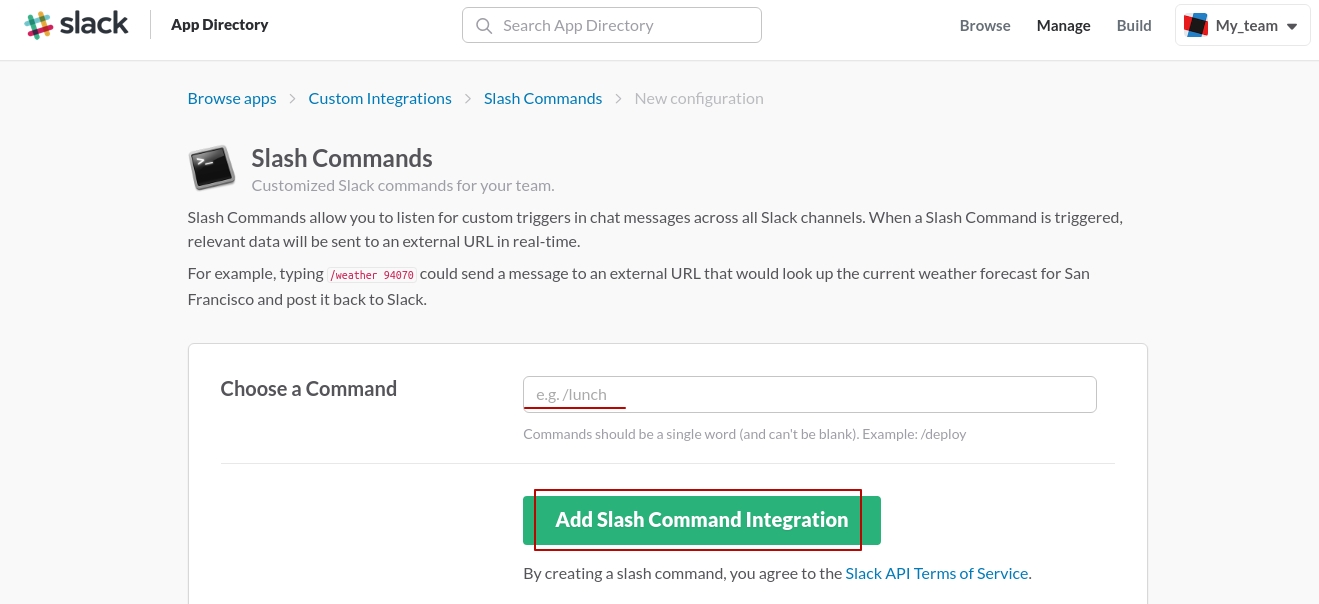 slack App Directory Search App Directory Browse Manage Build My_team
Browse apps > Custom Integrations > Slash Commands > New configuration
>_
Slash Commands
Customized Slack commands for your team.
Slash Commands allow you to listen for custom triggers in chat messages across all Slack channels. When a Slash Command is triggered,
relevant data will be sent to an external URL in real-time.
For example, typing /weather 94070 could send a message to an external URL that would look up the current weather forecast for San
Francisco and post it back to Slack.
Choose a Command
e.g. /lunch
Commands should be a single word (and can't be blank). Example: /deploy
Add Slash Command Integration
By creating a slash command, you agree to the Slack API Terms of Service.